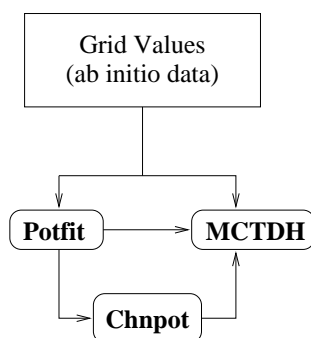 Grid Values
(ab initio data)
Potfit
MCTDH
Chnpot